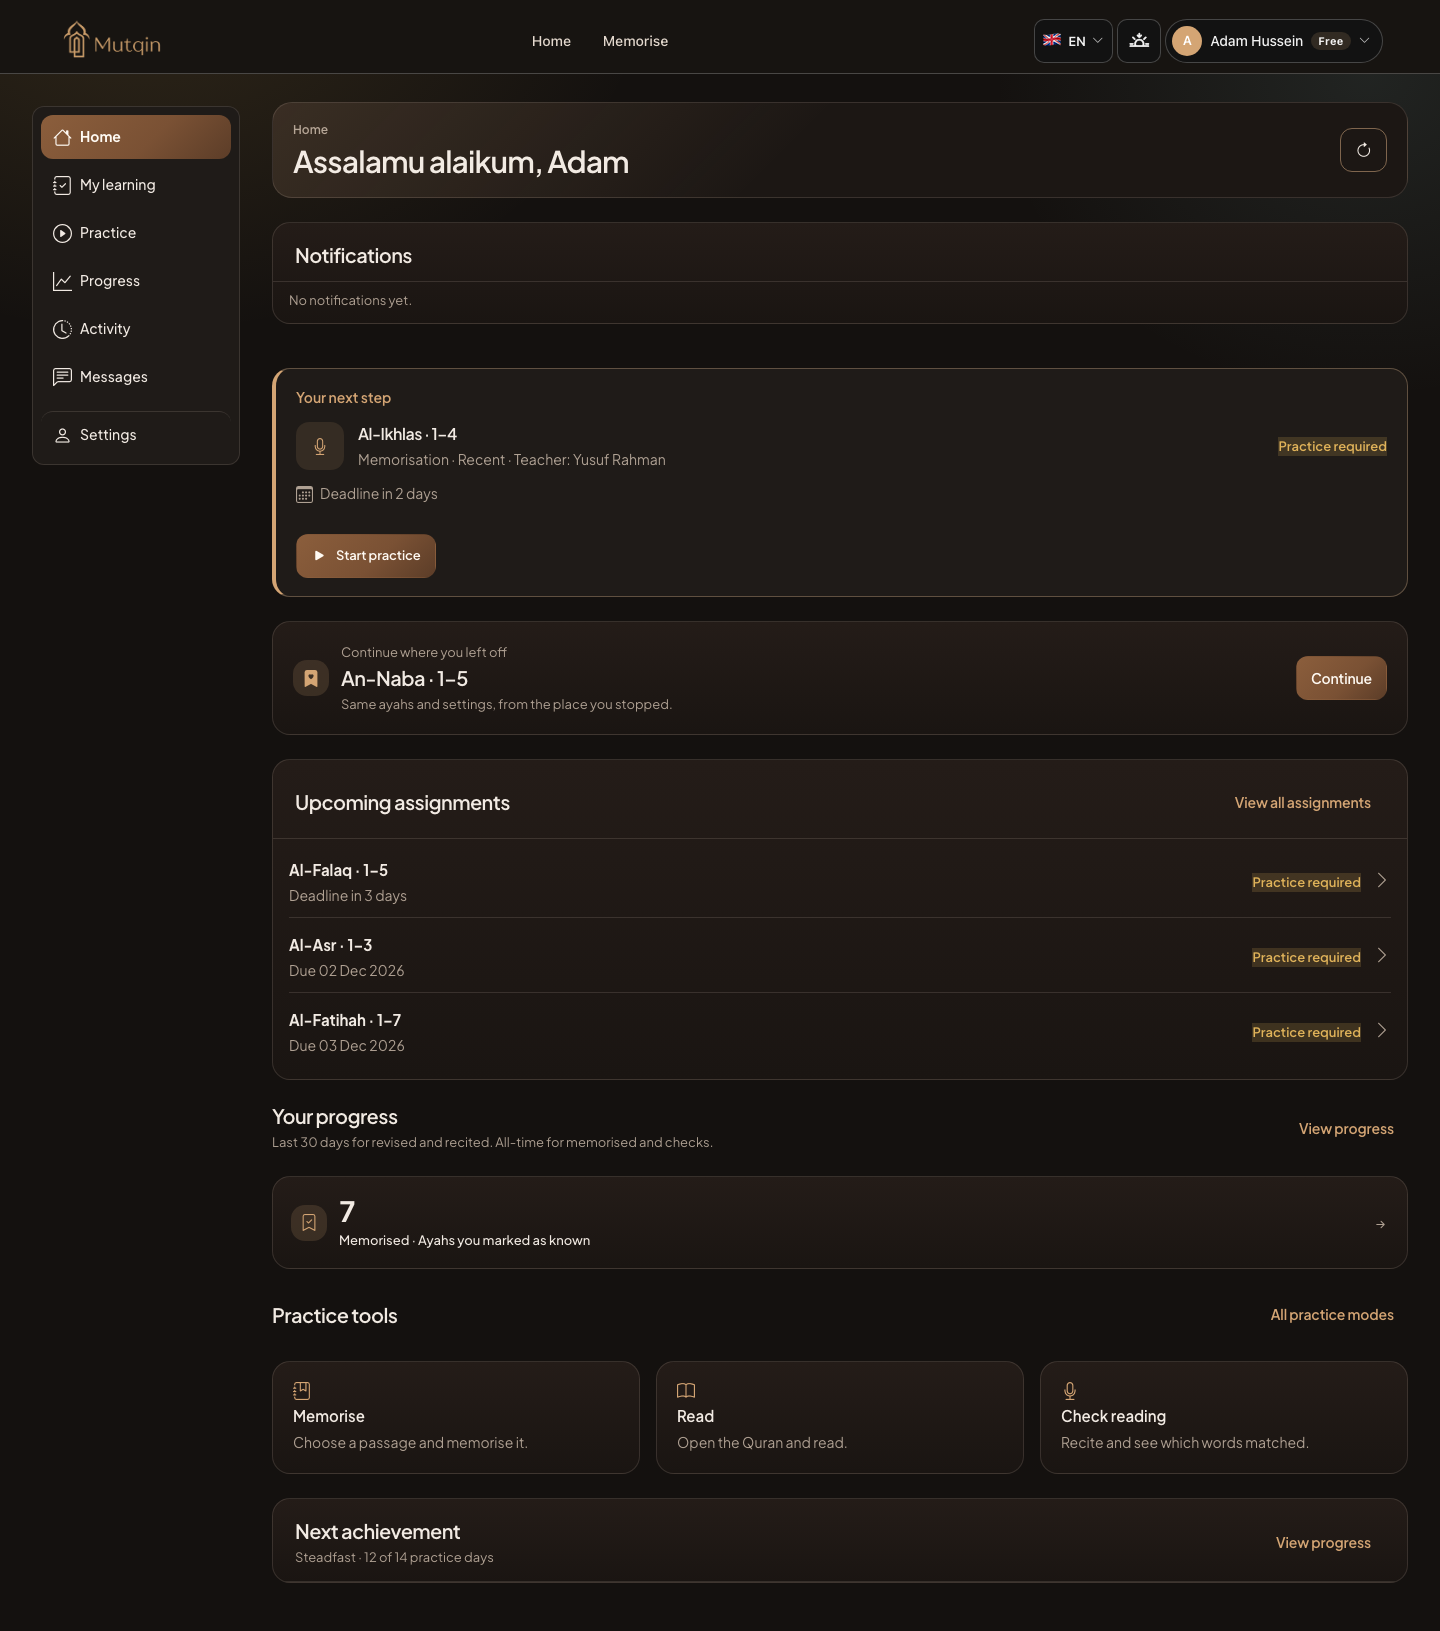 Mutqin
Home
Memorise
EN
A
Adam Hussein
Free
Home
My learning
Practice
Progress
Activity
Messages
Settings
Home
Assalamu alaikum, Adam
Notifications
No notifications yet.
Your next step
Al-Ikhlas · 1–4
Memorisation · Recent · Teacher: Yusuf Rahman
Practice required
Deadline in 2 days
Start practice
Continue where you left off
An-Naba · 1–5
Same ayahs and settings, from the place you stopped.
Continue
Upcoming assignments
View all assignments
Al-Falaq · 1–5
Deadline in 3 days
Practice required
Al-Asr · 1–3
Due 02 Dec 2026
Practice required
Al-Fatihah · 1–7
Due 03 Dec 2026
Practice required
Your progress
Last 30 days for revised and recited. All-time for memorised and checks.
View progress
7
Memorised · Ayahs you marked as known
Practice tools
All practice modes
Memorise
Choose a passage and memorise it.
Read
Open the Quran and read.
Check reading
Recite and see which words matched.
Next achievement
Steadfast · 12 of 14 practice days
View progress